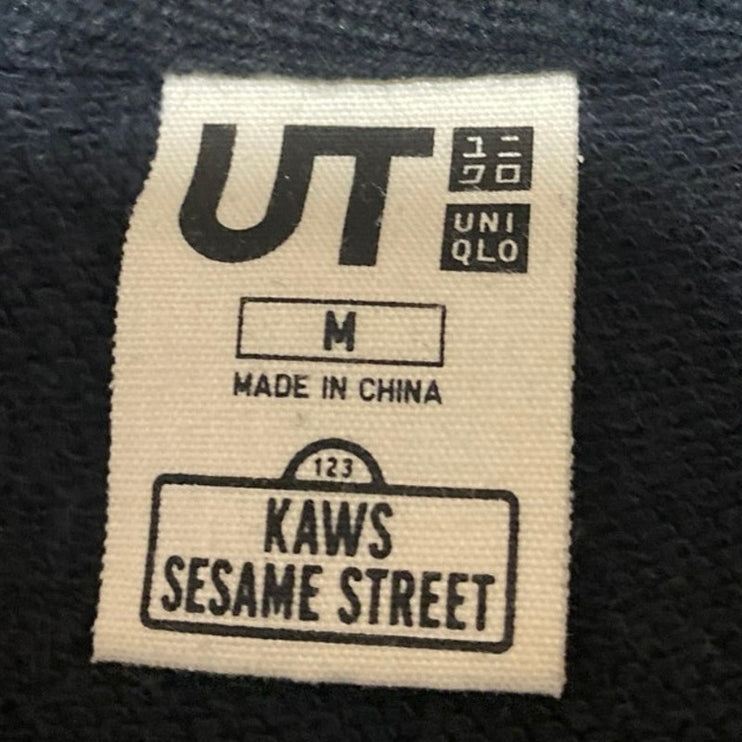 UT
ユニ
クロ
UNI
QLO
M
MADE IN CHINA
123
KAWS
SESAME STREET